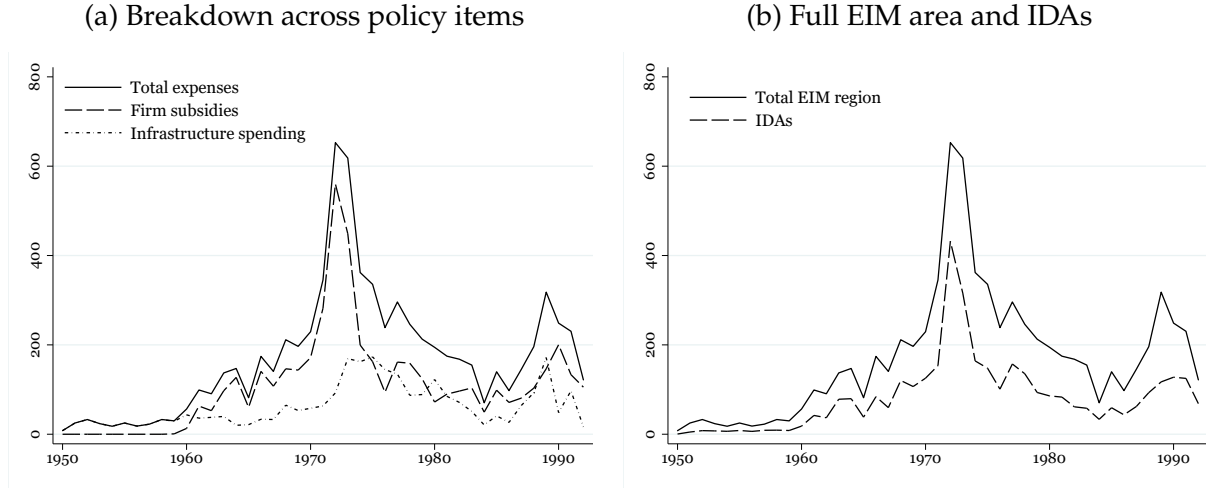 (a) Breakdown across policy items
800
600
400
200
0
Total expenses
Firm subsidies
Infrastructure spending
1950 1960 1970 1980 1990
(b) Full EIM area and IDAs
800
600
400
200
0
Total EIM region
IDAs
1950 1960 1970 1980 1990